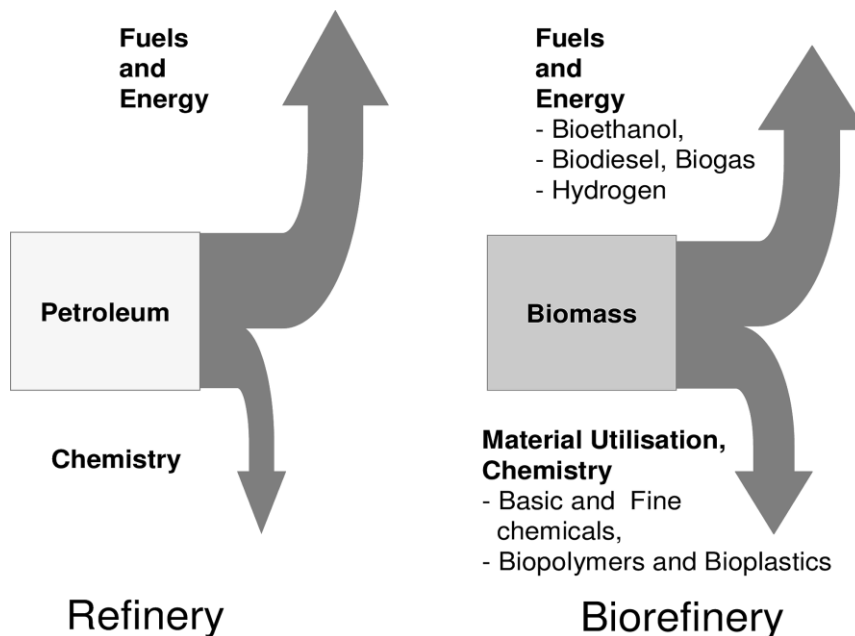 Fuels
and
Energy
Petroleum
Chemistry
Refinery
Fuels
and
Energy
- Bioethanol,
- Biodiesel, Biogas
- Hydrogen
Biomass
Material Utilisation,
Chemistry
- Basic and Fine
chemicals,
- Biopolymers and Bioplastics
Biorefinery